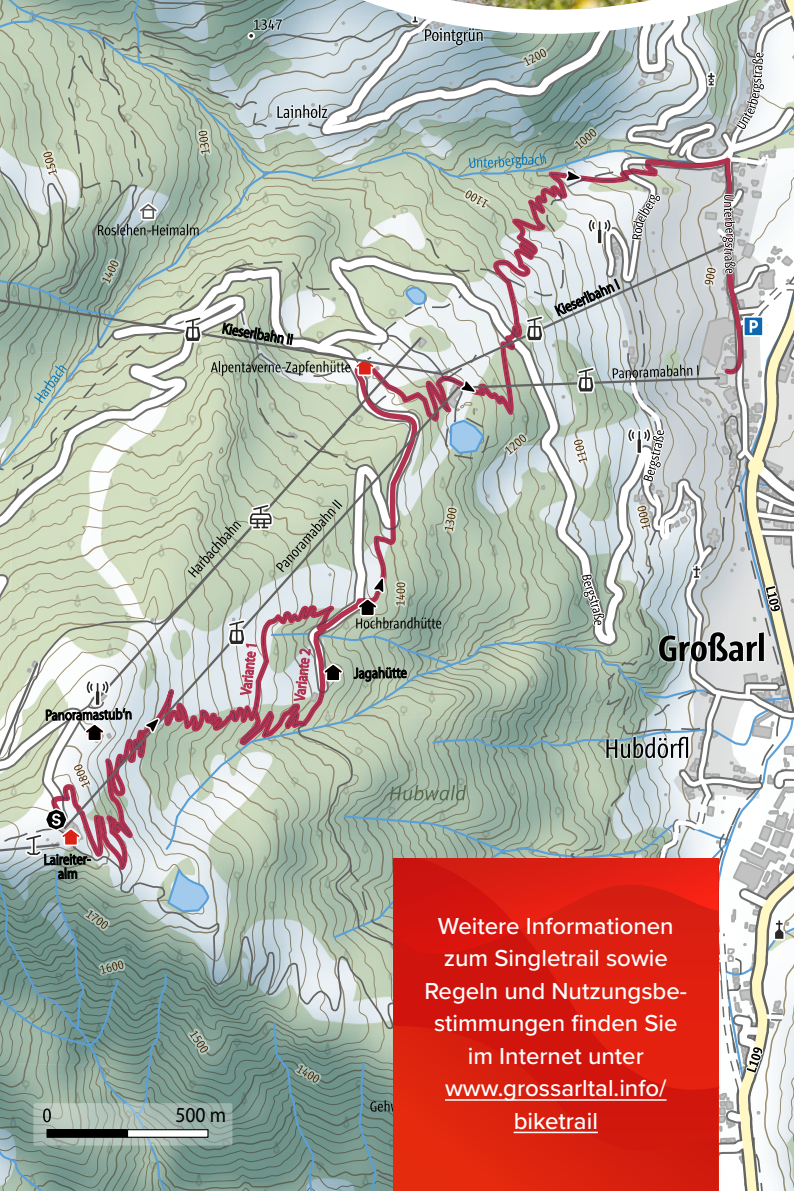 1347
Pointgrün
1200
Unterbergstraße
Lainholz
1300
1000
1500
Unterbergbach
1100
Roslehen-Heimalm
Rodelberg
Unterbergstraße
1400
900
Kieserlbahn I
P
Kieserlbahn II
Alpentaverne-Zapfenhütte
Panoramabahn I
Harbach
1200
1100
Bergstraße
1300
1000
Harbachbahn
Panoramabahn II
1400
Bergstraße
L109
Hochbrandhütte
Großarl
Variante 1
Variante 2
Jagahütte
Panoramastub'n
Hubdörfl
1800
Hubwald
S
Laireiter-
alm
1700
1600
1500
1400
Weitere Informationen
zum Singletrail sowie
Regeln und Nutzungsbe-
stimmungen finden Sie
im Internet unter
www.grossarltal.info/
biketrail
L109
0 500 m